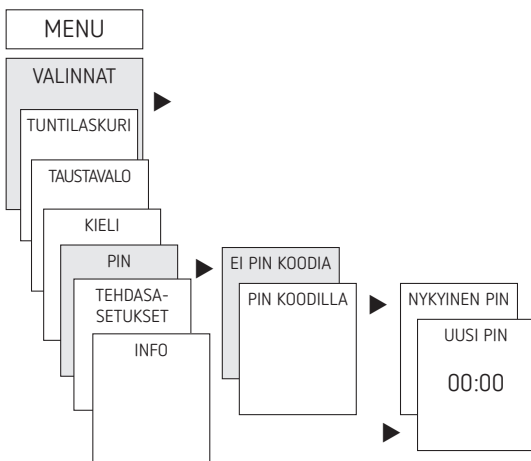 MENU
VALINNAT
TUNTILASKURI
TAUSTAVALO
KIELI
PIN
TEHDASA-
SETUKSET
INFO
EI PIN KOODIA
PIN KOODILLA
NYKYINEN PIN
UUSI PIN
00:00